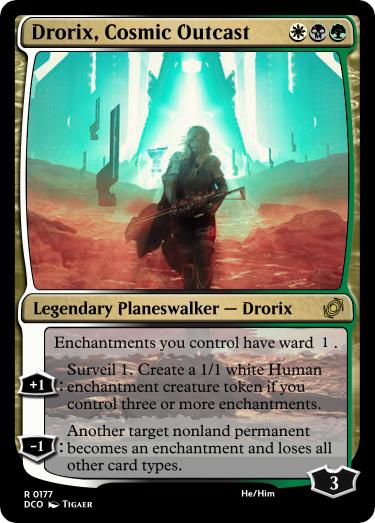 Drorix, Cosmic Outcast
Legendary Planeswalker — Drorix
Enchantments you control have ward 1.
+1
: Surveil 1. Create a 1/1 white Human
enchantment creature token if you
control three or more enchantments.
-1
: Another target nonland permanent
becomes an enchantment and loses all
other card types.
3
R 0177
He/Him
DCO Tigaer